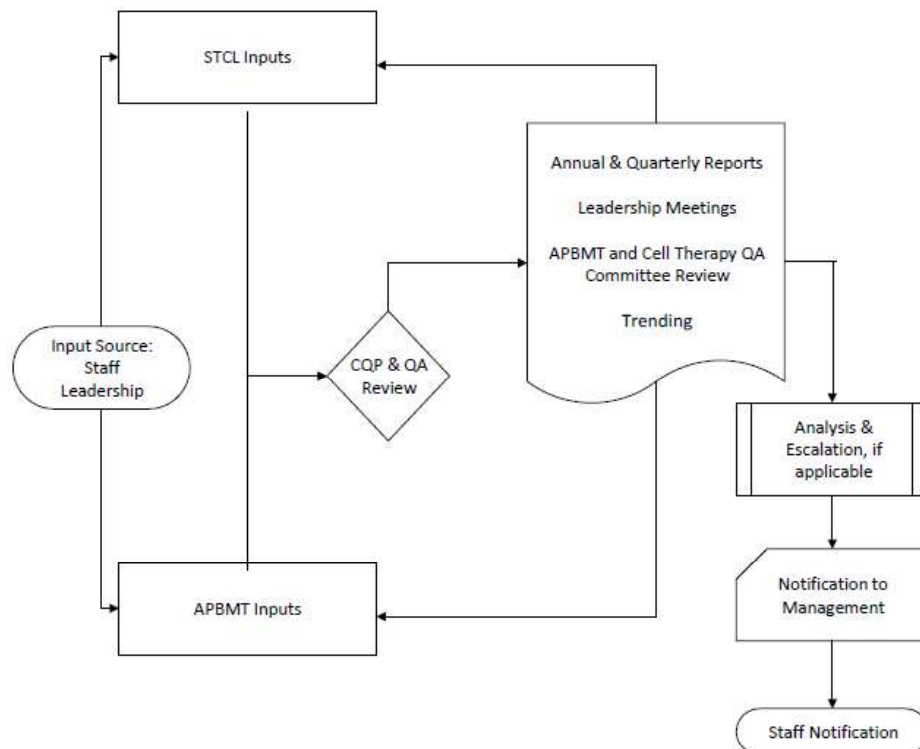 STCL Inputs
Annual & Quarterly Reports
Leadership Meetings
APBMT and Cell Therapy QA
Committee Review
Trending
Input Source:
Staff
Leadership
CQP & QA
Review
Analysis &
Escalation, if
applicable
APBMT Inputs
Notification to
Management
Staff Notification